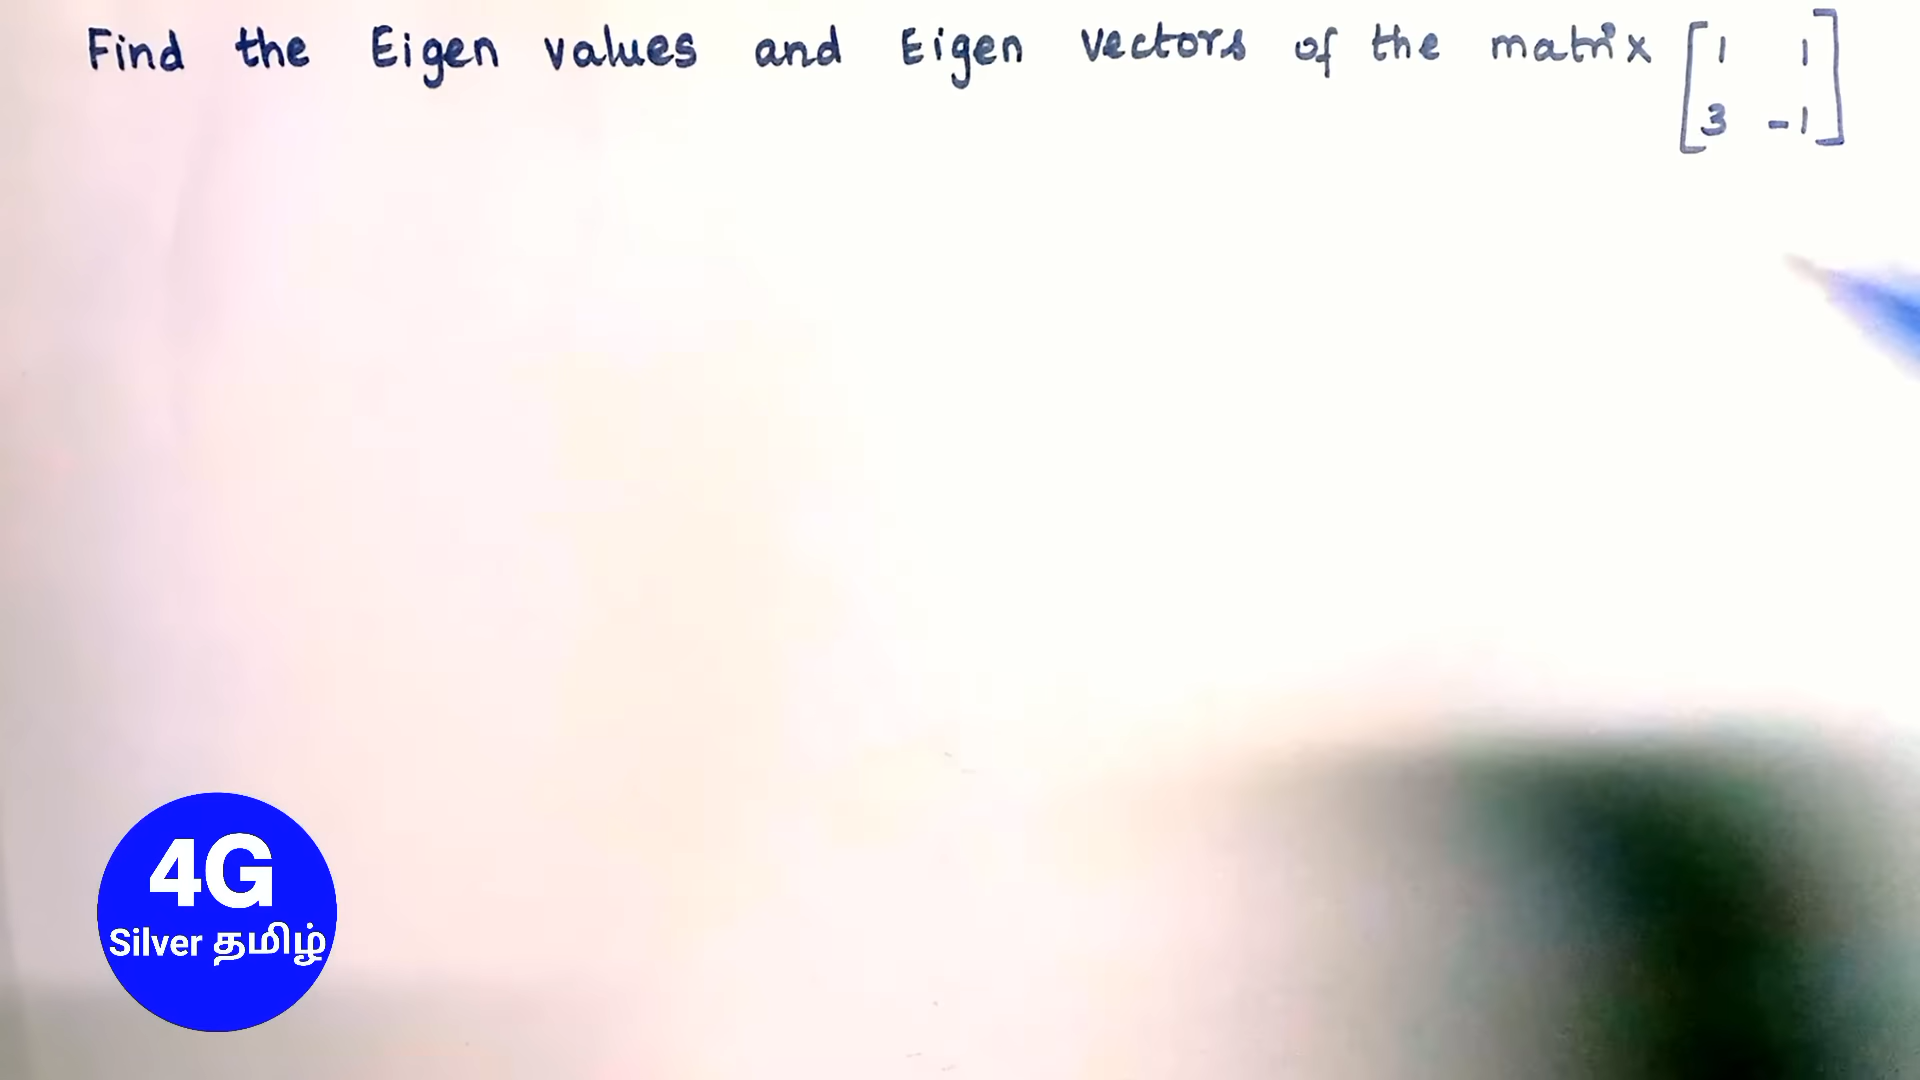 Find the Eigen values and Eigen vectors of the matrix [1 1
3 -1]
4G
Silver தமிழ்